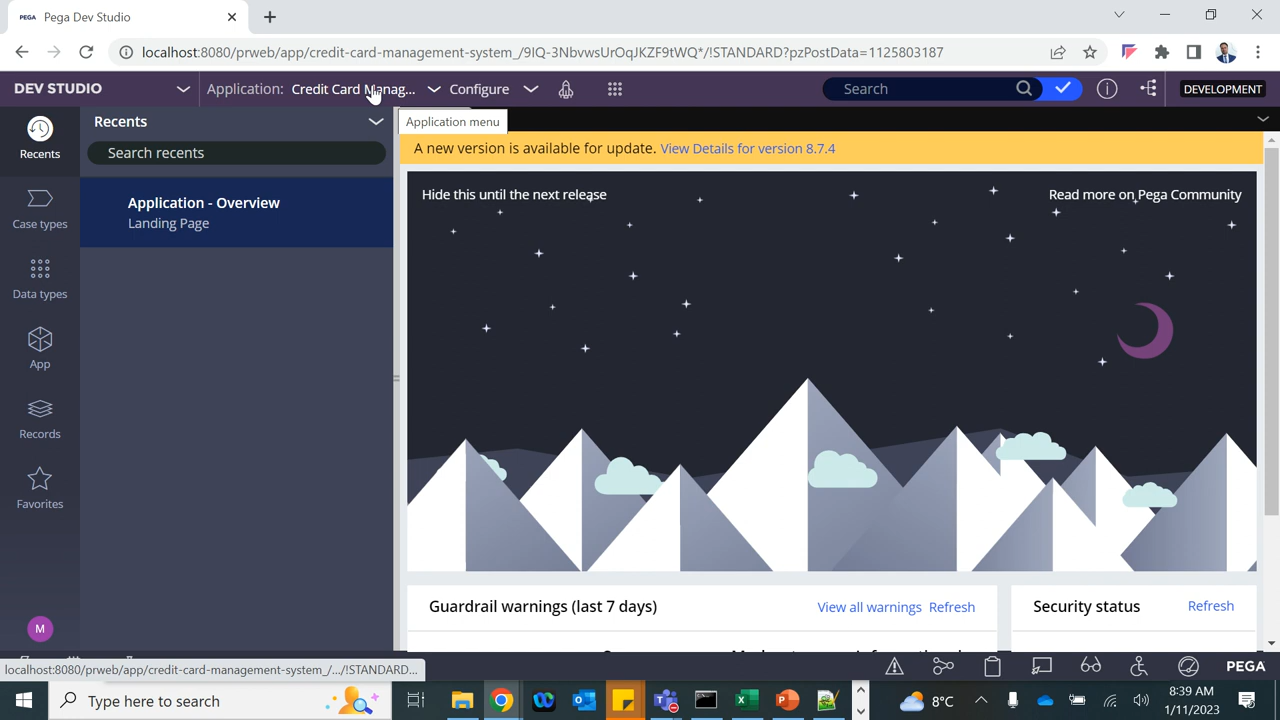 PEGA Pega Dev Studio
localhost:8080/prweb/app/credit-card-management-system_/9IQ-3NbvwsUrOqJKZF9tWQ*/!STANDARD?pzPostData=1125803187
DEV STUDIO Application: Credit Card Manag... Configure Search DEVELOPMENT
Recents
Application menu
Recents
Search recents
A new version is available for update. View Details for version 8.7.4
Hide this until the next release
Read more on Pega Community
Application - Overview
Landing Page
Case types
Data types
App
Records
Favorites
M
Guardrail warnings (last 7 days) View all warnings Refresh
Security status Refresh
localhost:8080/prweb/app/credit-card-management-system_/.../!STANDARD...
PEGA
Type here to search
8°C
8:39 AM
1/11/2023